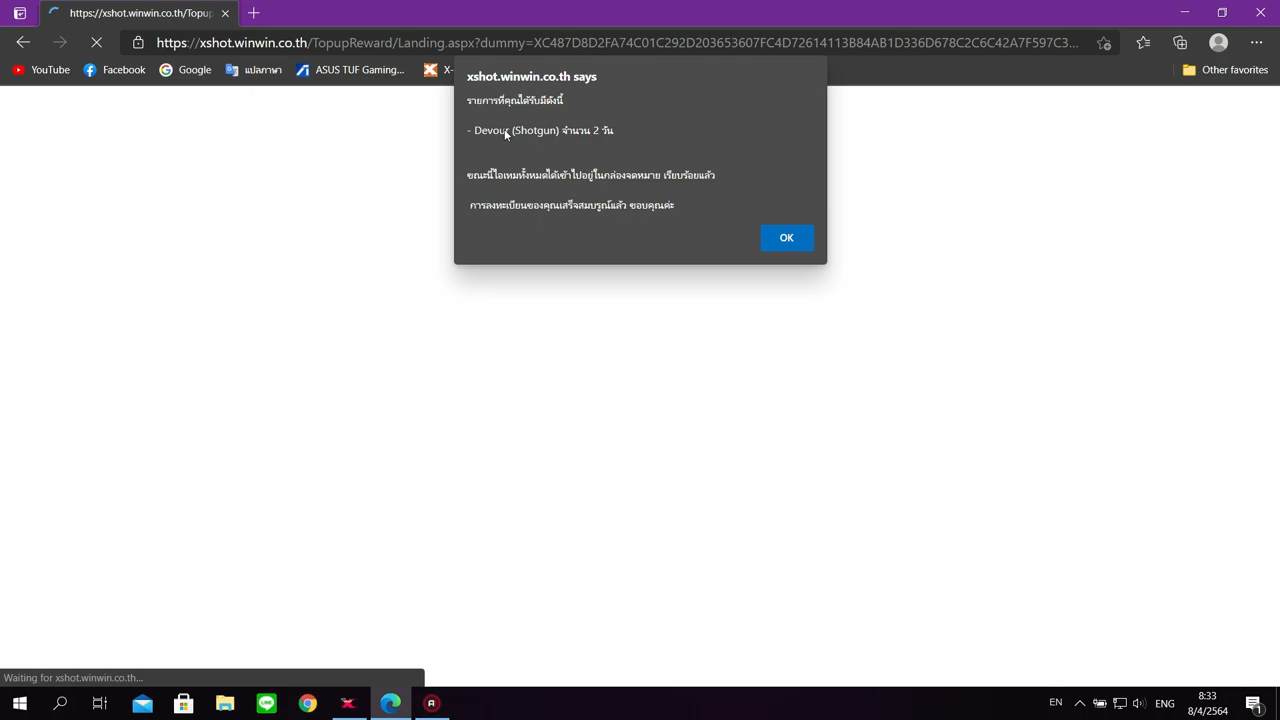 https://xshot.winwin.co.th/Topup
https://xshot.winwin.co.th/TopupReward/Landing.aspx?dummy=XC487D8D2FA74C01C292D203653607FC4D72614113B84AB1D336D678C2C6C42A7F597C3...
YouTube Facebook Google แปลภาษา ASUS TUF Gaming... X- Other favorites
xshot.winwin.co.th says
รายการที่คุณได้รับมีดังนี้
- Devour (Shotgun) จำนวน 2 วัน
ขณะนี้ไอเทมทั้งหมดได้เข้าไปอยู่ในกล่องจดหมาย เรียบร้อยแล้ว
การลงทะเบียนของคุณเสร็จสมบรูณ์แล้ว ขอบคุณค่ะ
OK
Waiting for xshot.winwin.co.th...
EN ENG 8:33
8/4/2564
1